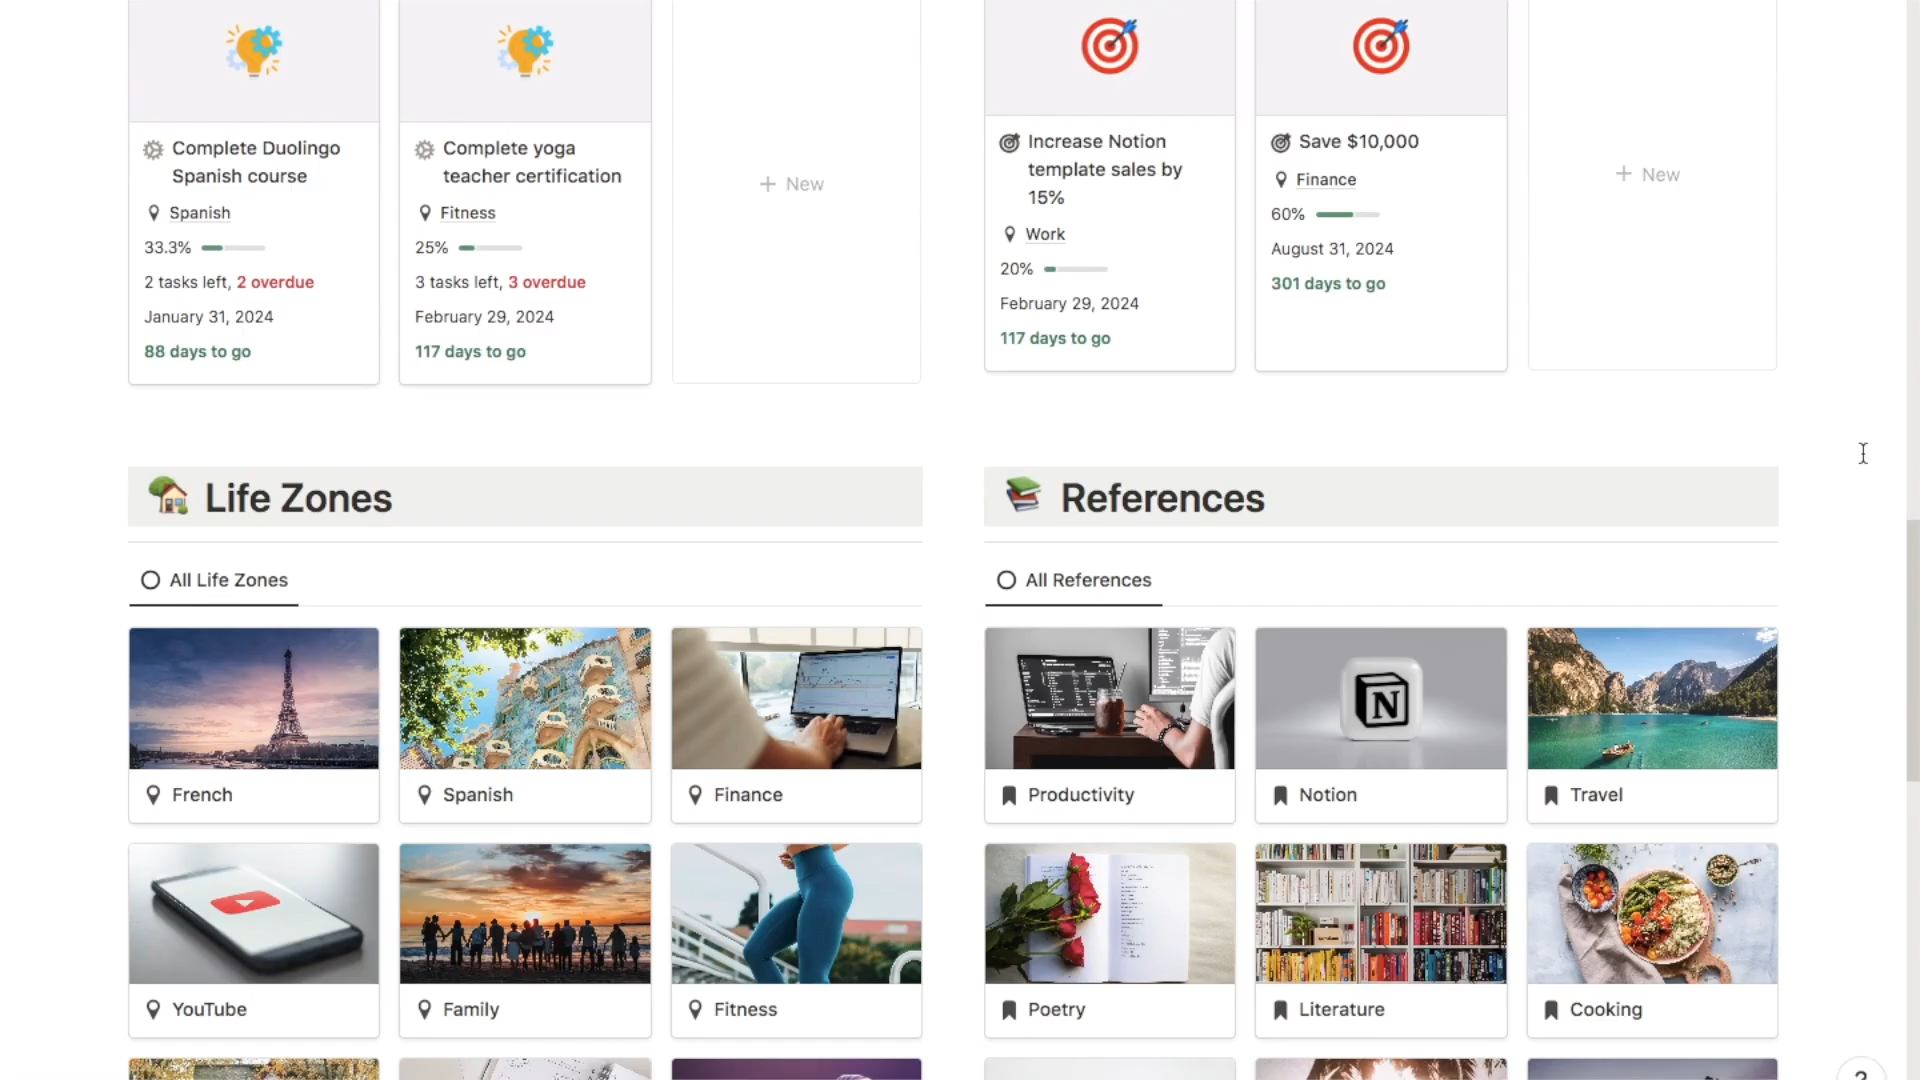 Complete Duolingo
Spanish course
Spanish
33.3%
2 tasks left, 2 overdue
January 31, 2024
88 days to go
Complete yoga
teacher certification
Fitness
25%
3 tasks left, 3 overdue
February 29, 2024
117 days to go
+ New
Increase Notion
template sales by
15%
Work
20%
February 29, 2024
117 days to go
Save $10,000
Finance
60%
August 31, 2024
301 days to go
+ New
Life Zones
All Life Zones
French
Spanish
Finance
YouTube
Family
Fitness
References
All References
N
Productivity
Notion
Travel
Poetry
Literature
Cooking